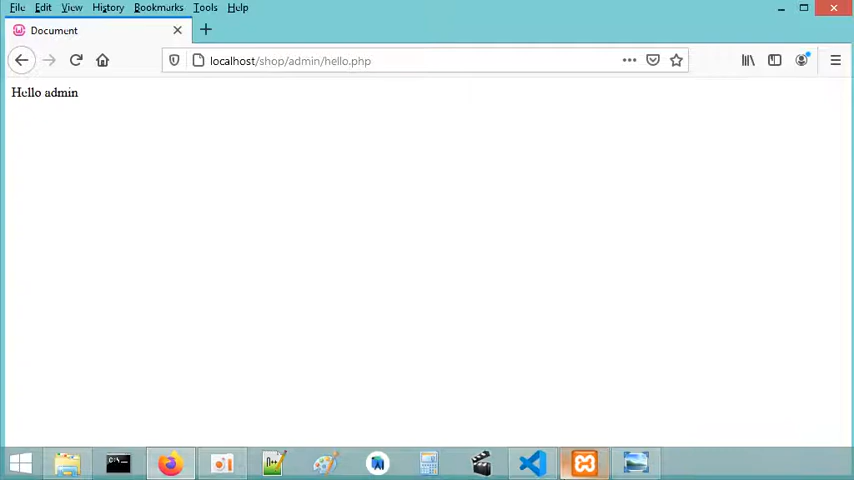 File Edit View History Bookmarks Tools Help
Document
localhost/shop/admin/hello.php
Hello admin